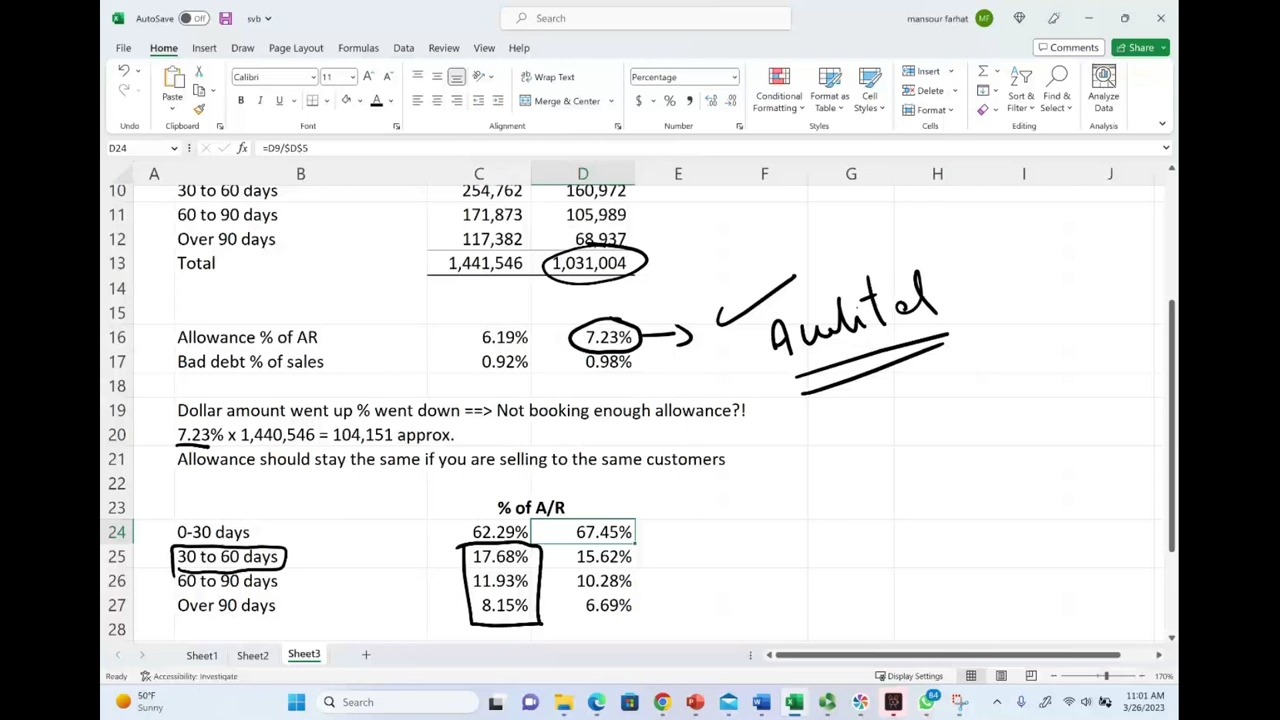 AutoSave Off svb Search mansour farhat MF
File Home Insert Draw Page Layout Formulas Data Review View Help Comments Share
Calibri 11 Wrap Text Percentage Insert Σ
Paste Conditional Format as Cell Delete Sort & Find & Analyze
B I U Merge & Center $ % Formatting Table Styles Format Filter Select Data
Undo Clipboard Font Alignment Number Styles Cells Editing Analysis
D24 fx =D9/$D$5
A B C D E F G H I J
10 30 to 60 days 254,762 160,972
11 60 to 90 days 171,873 105,989
12 Over 90 days 117,382 68,937
13 Total 1,441,546 1,031,004
14
15
Audited
16 Allowance % of AR 6.19% 7.23%
17 Bad debt % of sales 0.92% 0.98%
18
19 Dollar amount went up % went down ==> Not booking enough allowance?!
20 7.23% x 1,440,546 = 104,151 approx.
21 Allowance should stay the same if you are selling to the same customers
22
23 % of A/R
24 0-30 days 62.29% 67.45%
25 30 to 60 days 17.68% 15.62%
26 60 to 90 days 11.93% 10.28%
27 Over 90 days 8.15% 6.69%
28
Sheet1 Sheet2 Sheet3
Ready Accessibility: Investigate Display Settings 170%
50°F Sunny Search 84 11:01 AM 3/26/2023